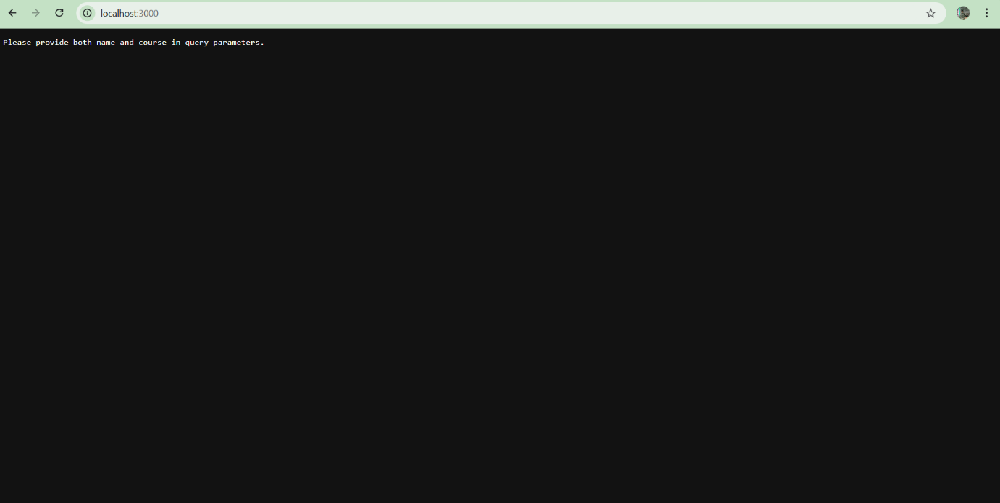 localhost:3000
Please provide both name and course in query parameters.